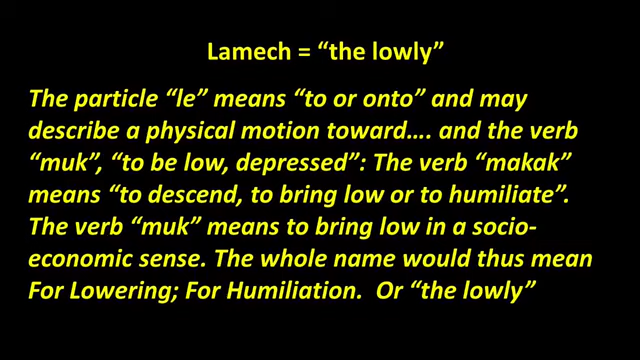 Lamech = “the lowly”
The particle “le” means “to or onto” and may
describe a physical motion toward…. and the verb
“muk”, “to be low, depressed”: The verb “makak”
means “to descend, to bring low or to humiliate”.
The verb “muk” means to bring low in a socio-
economic sense. The whole name would thus mean
For Lowering; For Humiliation.  Or “the lowly”